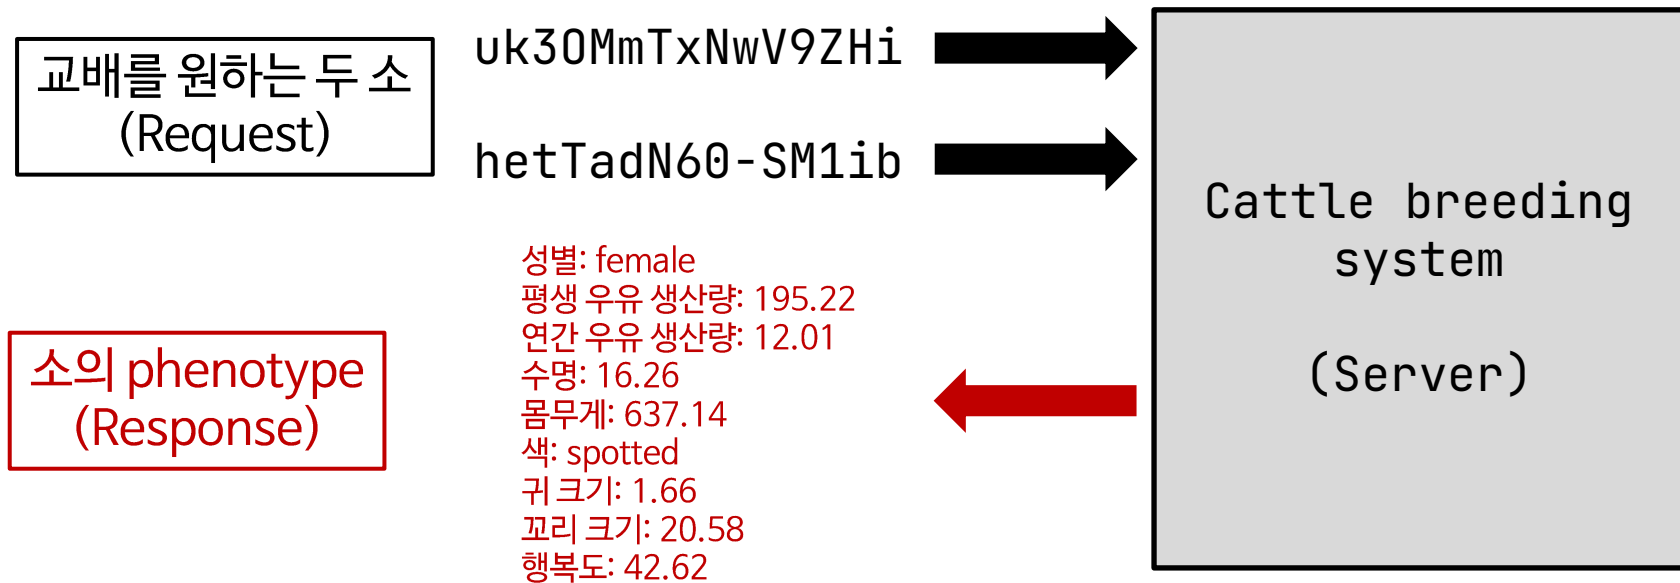 교배를 원하는 두 소
(Request)
uk3OMmTxNwV9ZHi
hetTadN60-SM1ib
Cattle breeding
system
(Server)
소의 phenotype
(Response)
성별: female
평생 우유 생산량: 195.22
연간 우유 생산량: 12.01
수명: 16.26
몸무게: 637.14
색: spotted
귀 크기: 1.66
꼬리 크기: 20.58
행복도: 42.62